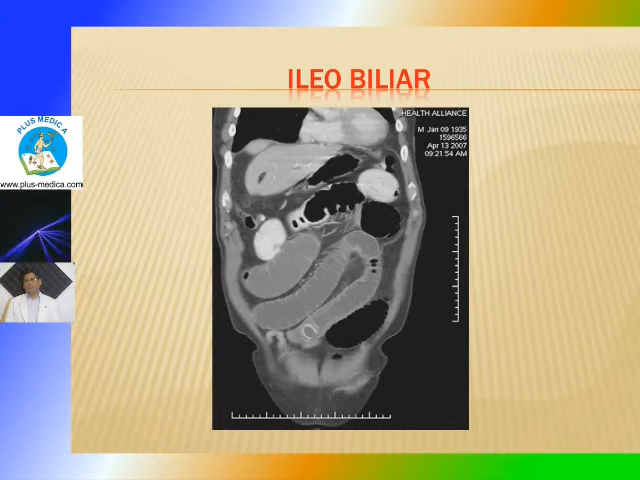 ILEO BILIAR
HEALTH ALLIANCE
M Jan 09 1935
1596566
Apr 13 2007
09:21:54 AM
PLUS MEDICA
www.plus-medica.com